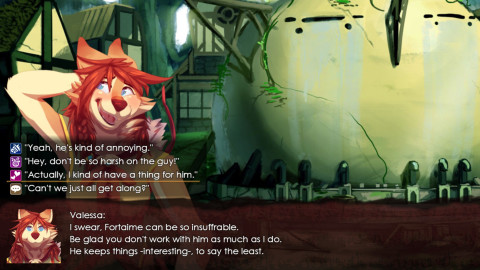 "Yeah, he's kind of annoying."
"Hey, don't be so harsh on the guy!"
"Actually, I kind of have a thing for him."
"Can't we just all get along?"
Valessa:
I swear, Fortaime can be so insuffrable.
Be glad you don't work with him as much as i do.
He keeps things -interesting-, to say the least.